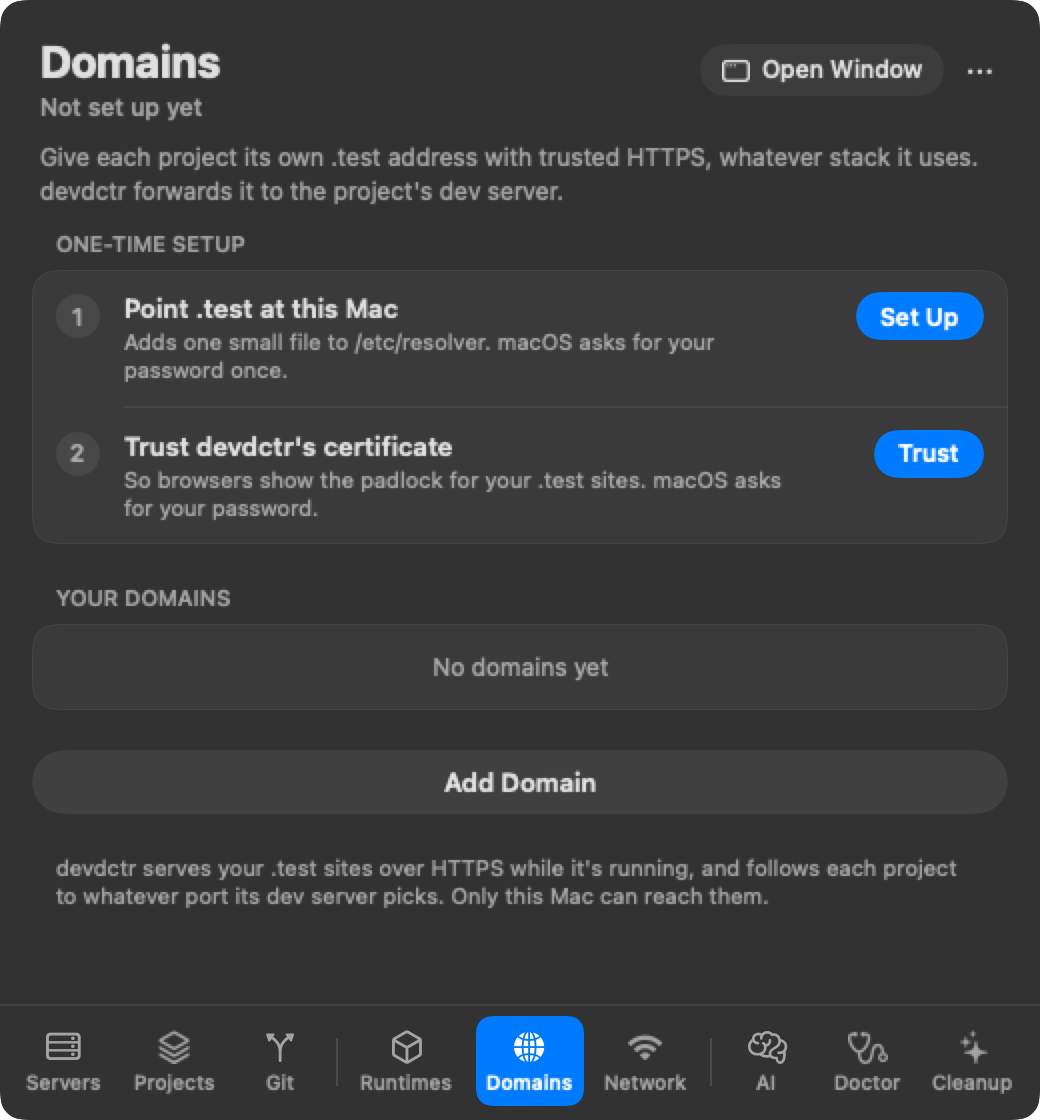 Domains
Open Window
Not set up yet
Give each project its own .test address with trusted HTTPS, whatever stack it uses.
devdctr forwards it to the project's dev server.
ONE-TIME SETUP
1
Point .test at this Mac
Set Up
Adds one small file to /etc/resolver. macOS asks for your
password once.
2
Trust devdctr's certificate
Trust
So browsers show the padlock for your .test sites. macOS asks
for your password.
YOUR DOMAINS
No domains yet
Add Domain
devdctr serves your .test sites over HTTPS while it's running, and follows each project
to whatever port its dev server picks. Only this Mac can reach them.
Servers
Projects
Git
Runtimes
Domains
Network
AI
Doctor
Cleanup